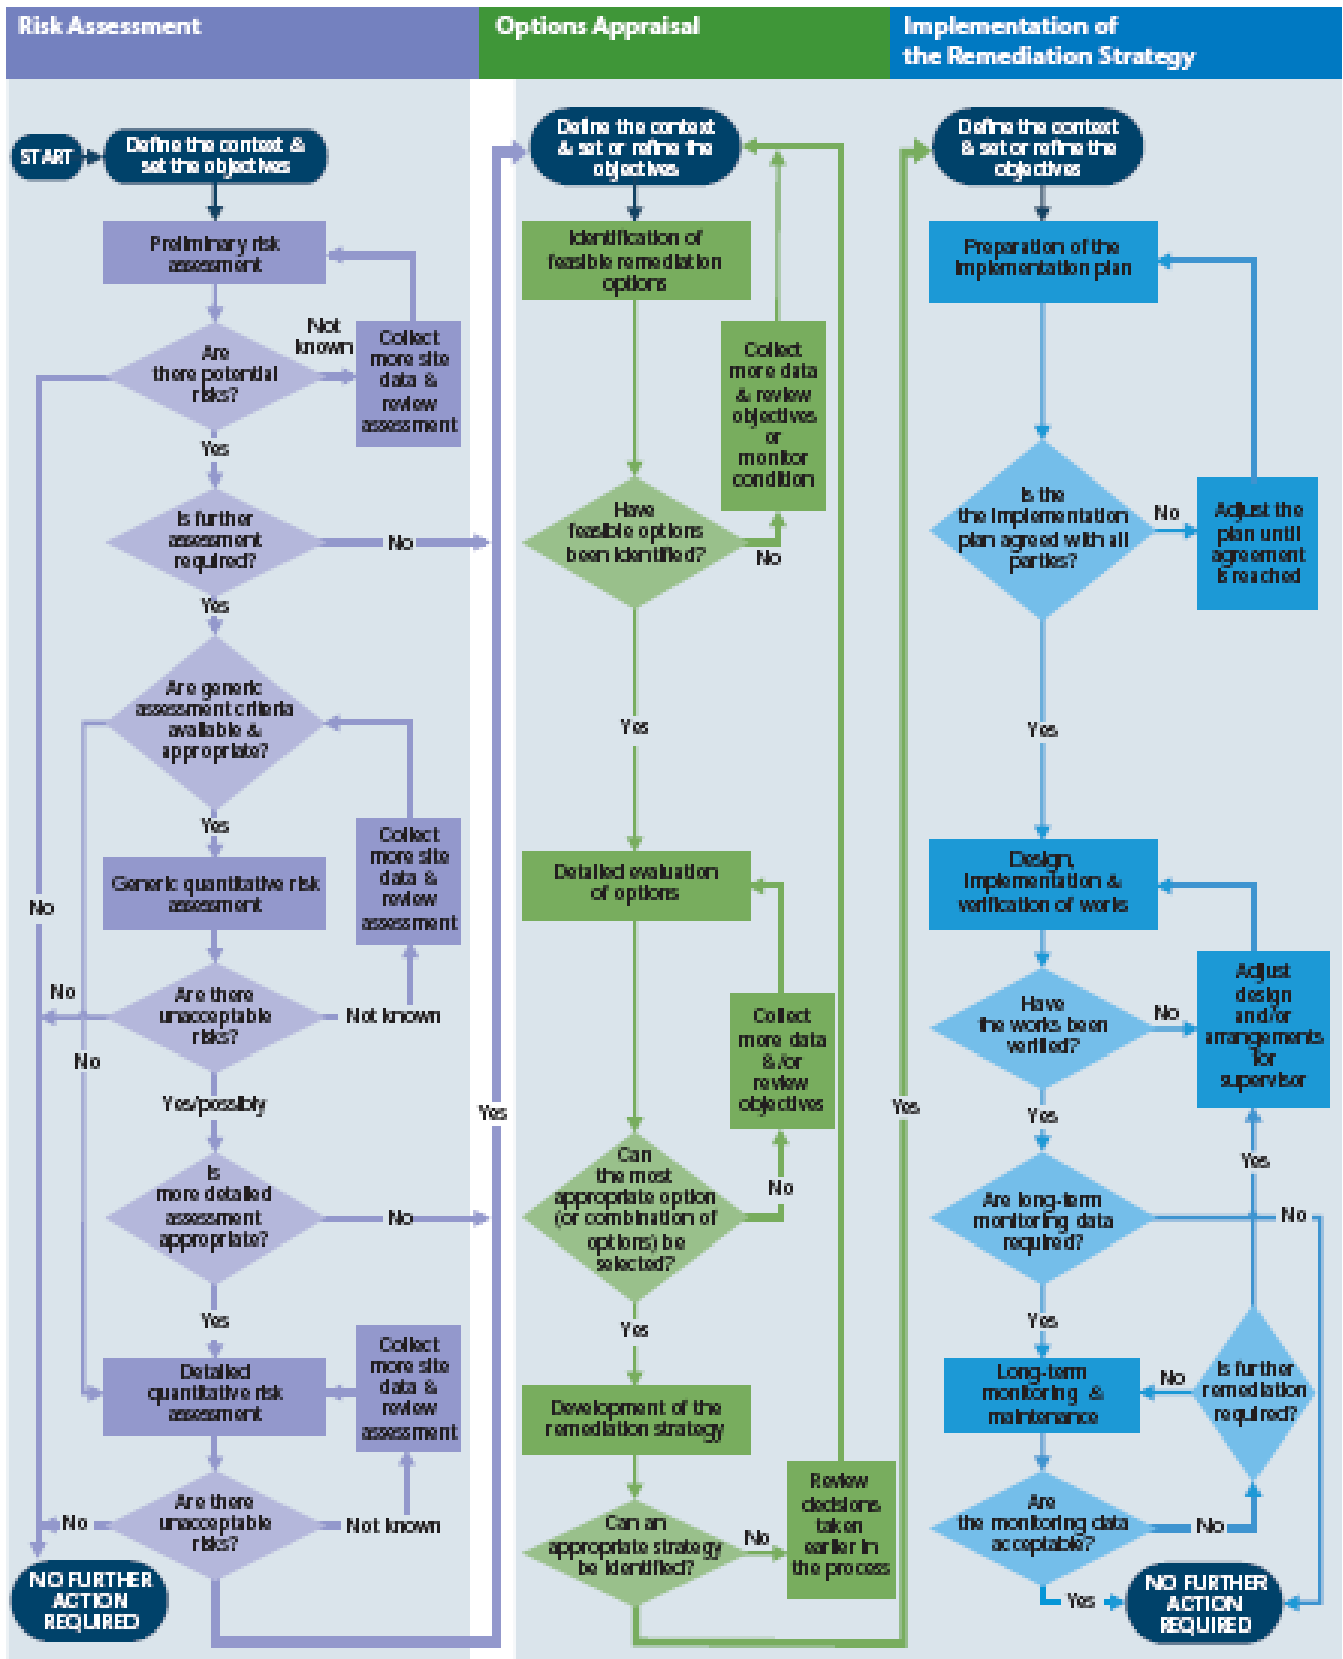 Risk Assessment
Options Appraisal
Implementation of
the Remediation Strategy
START
Define the context &
set the objectives
Preliminary risk
assessment
Are
there potential
risks?
Not
known
Collect
more site
data &
review
assessment
Yes
Is further
assessment
required?
No
Yes
Are generic
assessment criteria
available &
appropriate?
Yes
Generic quantitative risk
assessment
Collect
more site
data &
review
assessment
No
No
Are there
unacceptable
risks?
Not known
No
Yes/possibly
Is
more detailed
assessment
appropriate?
No
Yes
Detailed
quantitative risk
assessment
Collect
more site
data &
review
assessment
No
Are there
unacceptable
risks?
Not known
NO FURTHER
ACTION
REQUIRED
Yes
Define the context
& set or refine the
objectives
Identification of
feasible remediation
options
Collect
more data
& review
objectives
or
monitor
condition
Have
feasible options
been identified?
No
Yes
Detailed evaluation
of options
Collect
more data
&/or
review
objectives
Can
the most
appropriate option
(or combination of
options) be
selected?
No
Yes
Development of the
remediation strategy
Can an
appropriate strategy
be identified?
No
Review
decisions
taken
earlier in
the process
Yes
Define the context
& set or refine the
objectives
Preparation of the
implementation plan
Is the
the implementation
plan agreed with all
parties?
No
Adjust the
plan until
agreement
is reached
Yes
Design,
implementation &
verification of works
Have
the works been
verified?
No
Adjust
design
and/or
arrangements
for
supervisor
Yes
Yes
Are long-term
monitoring data
required?
No
Yes
Long-term
monitoring &
maintenance
No
Is further
remediation
required?
Are
the monitoring data
acceptable?
No
Yes
NO FURTHER
ACTION
REQUIRED